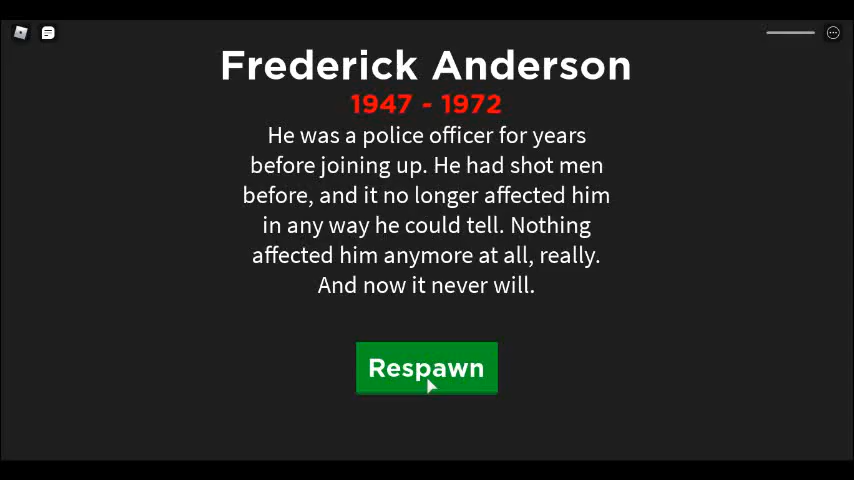 Frederick Anderson
1947 - 1972
He was a police officer for years
before joining up. He had shot men
before, and it no longer affected him
in any way he could tell. Nothing
affected him anymore at all, really.
And now it never will.
Respawn